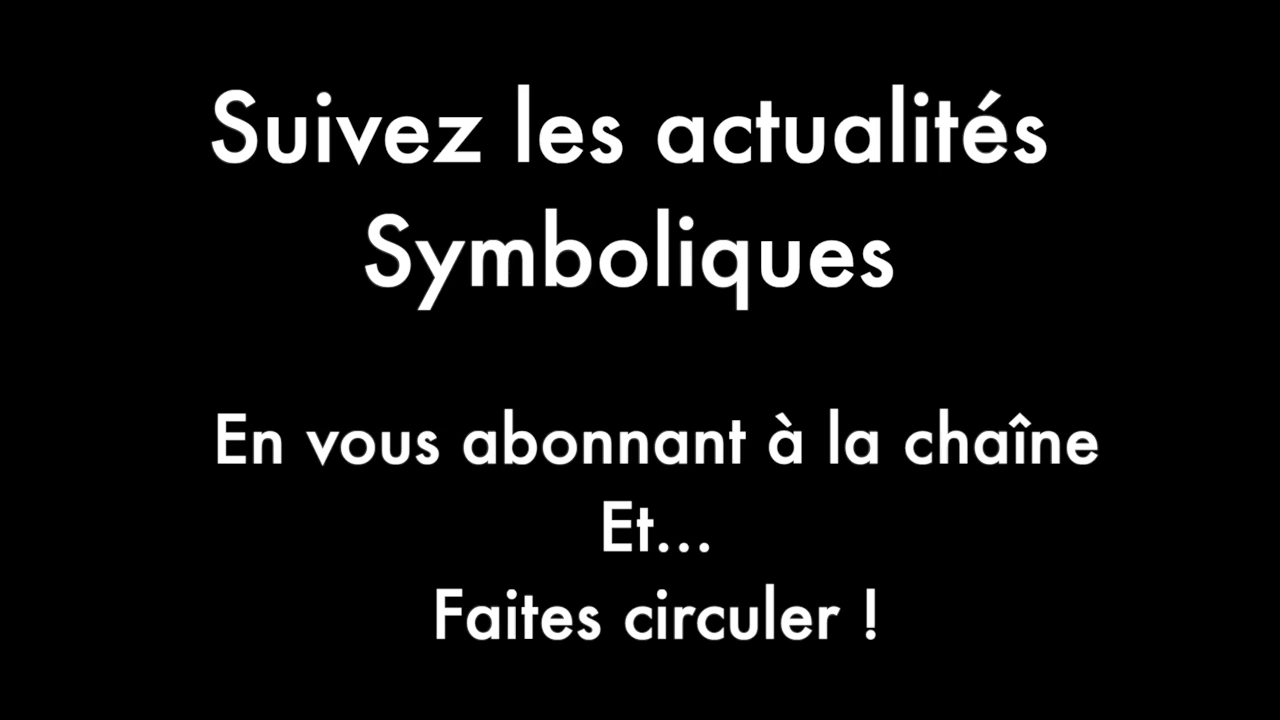 Suivez les actualités
Symboliques
En vous abonnant à la chaîne
Et...
Faites circuler !